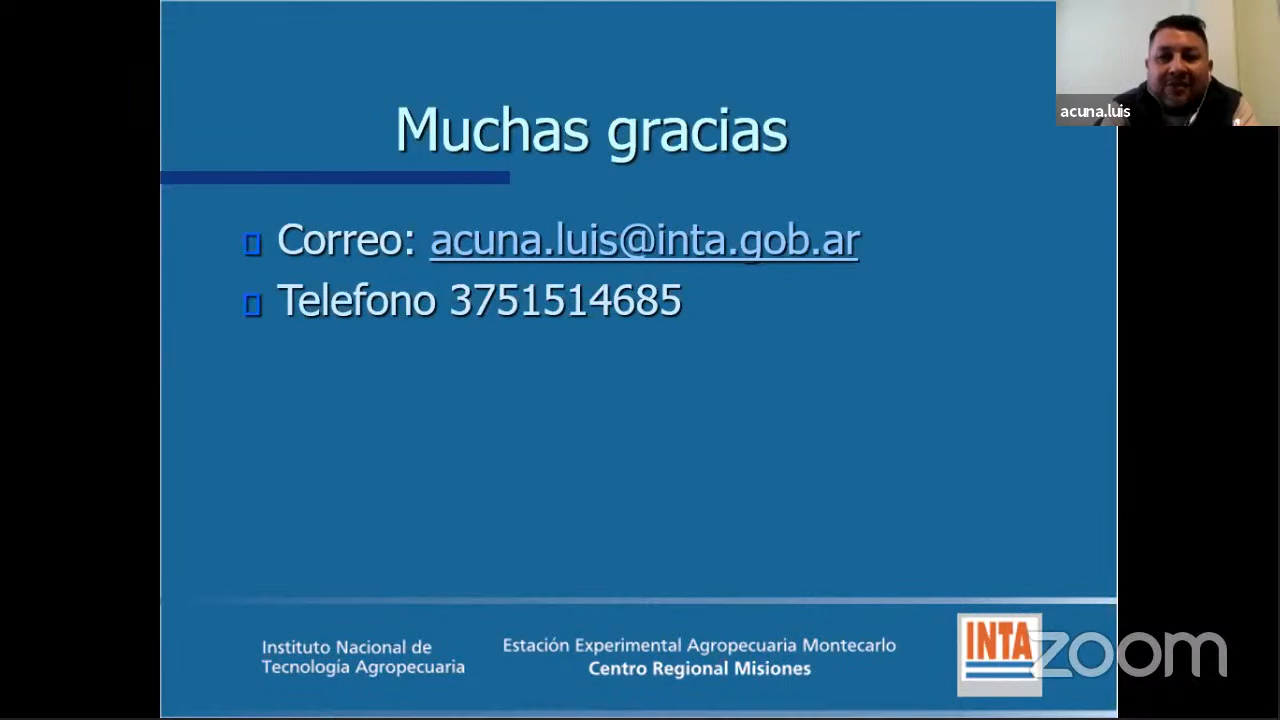 Muchas gracias
acuna.luis
Correo: acuna.luis@inta.gob.ar
Telefono 3751514685
Instituto Nacional de
Tecnología Agropecuaria
Estación Experimental Agropecuaria Montecarlo
Centro Regional Misiones
INTA
zoom